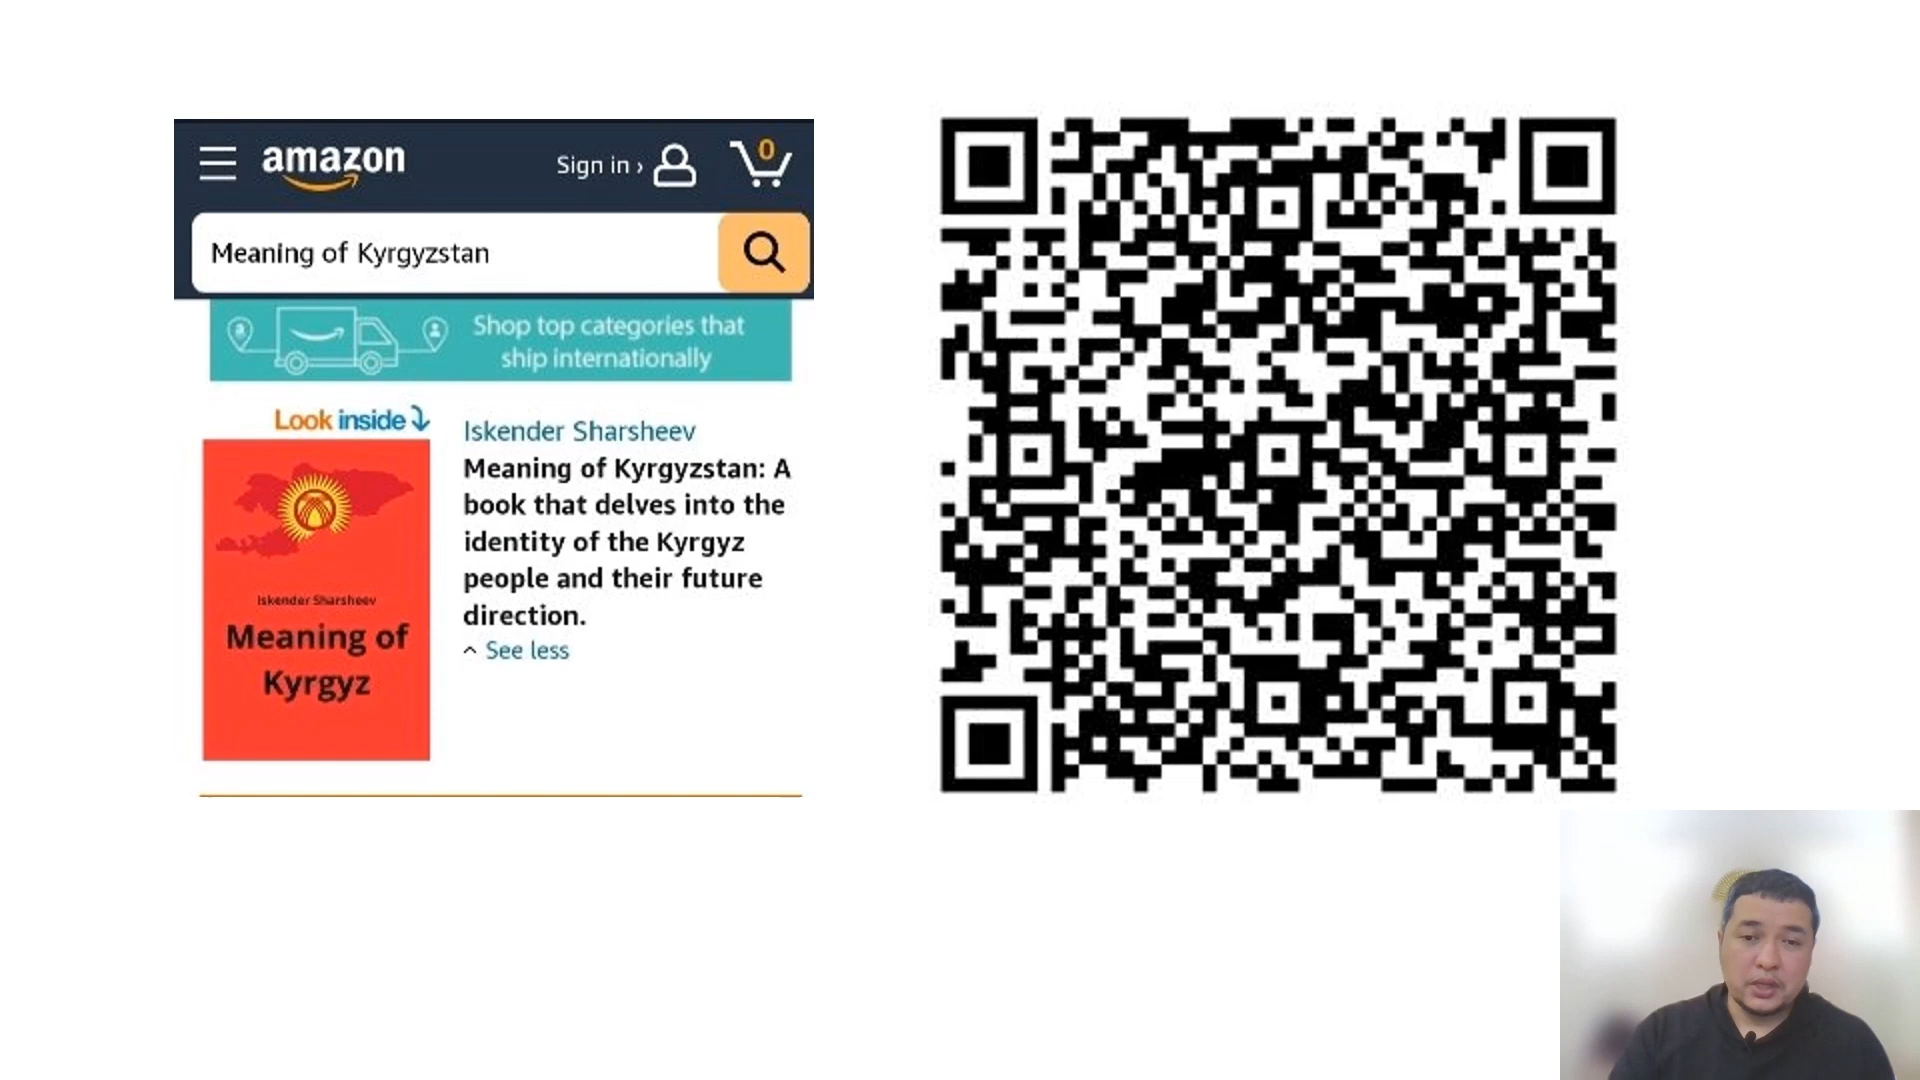 amazon
Sign in ›
0
Meaning of Kyrgyzstan
Shop top categories that
ship internationally
Look inside
Iskender Sharsheev
Meaning of Kyrgyzstan: A
book that delves into the
identity of the Kyrgyz
people and their future
direction.
^ See less
Iskender Sharsheev
Meaning of
Kyrgyz